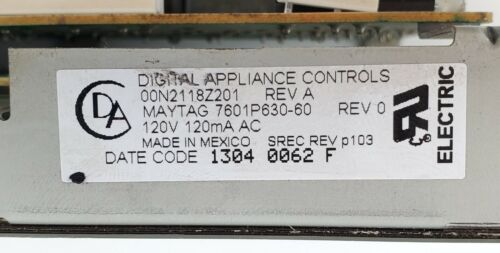 DIGITAL APPLIANCE CONTROLS
00N2118Z201 REV A
MAYTAG 7601P630-60 REV 0
120V 120mA AC
MADE IN MEXICO SREC REV p103
DATE CODE 1304 0062 F
ELECTRIC